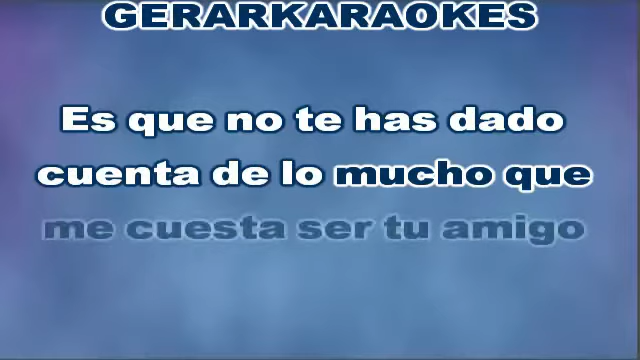 GERARKARAOKES
Es que no te has dado
cuenta de lo mucho que
me cuesta ser tu amigo